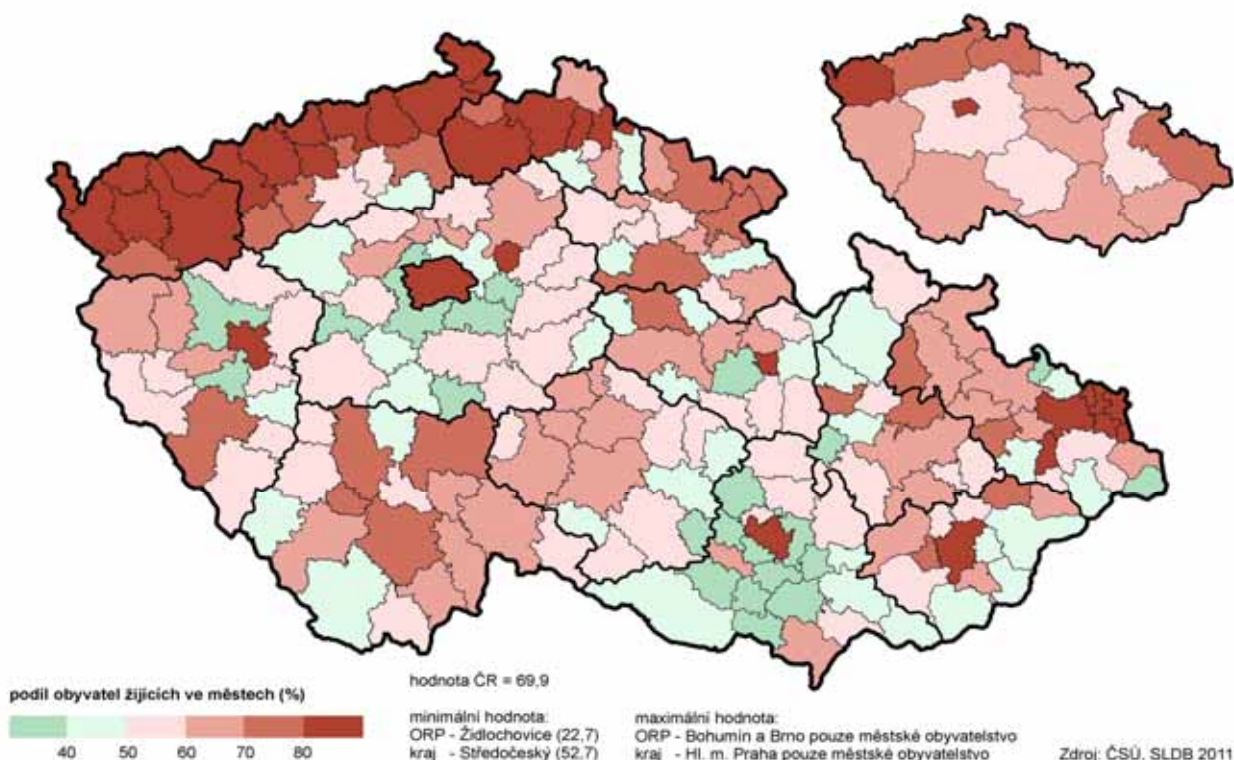 podíl obyvatel žijících ve městech (%)
40 50 60 70 80
hodnota ČR = 69,9
minimální hodnota:
ORP - Židlochovice (22,7)
kraj - Středočeský (52,7)
maximální hodnota:
ORP - Bohumín a Brno pouze městské obyvatelstvo
kraj - Hl. m. Praha pouze městské obyvatelstvo
Zdroj: ČSÚ, SLDB 2011